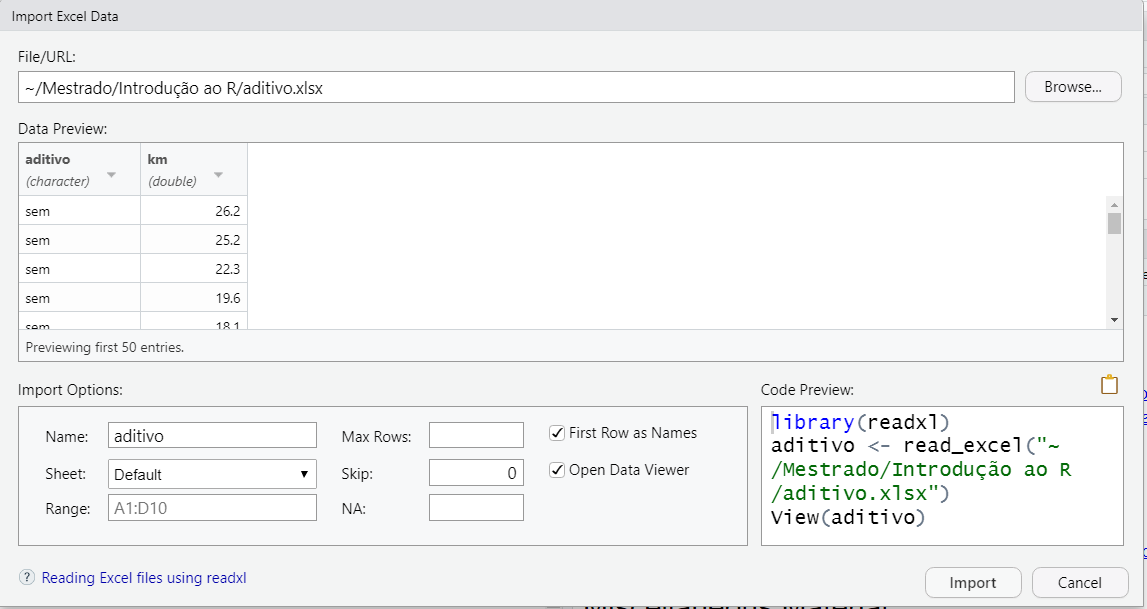 Import Excel Data
File/URL:
~/Mestrado/Introdução ao R/aditivo.xlsx
Browse...
Data Preview:
aditivo km
(character) (double)
sem 26.2
sem 25.2
sem 22.3
sem 19.6
sem 18.1
Previewing first 50 entries.
Import Options:
Name: aditivo
Max Rows:
First Row as Names
Sheet: Default
Skip: 0
Open Data Viewer
Range: A1:D10
NA:
Code Preview:
library(readxl)
aditivo <- read_excel("~
/Mestrado/Introdução ao R
/aditivo.xlsx")
View(aditivo)
? Reading Excel files using readxl
Import
Cancel
Miscellaneous Material